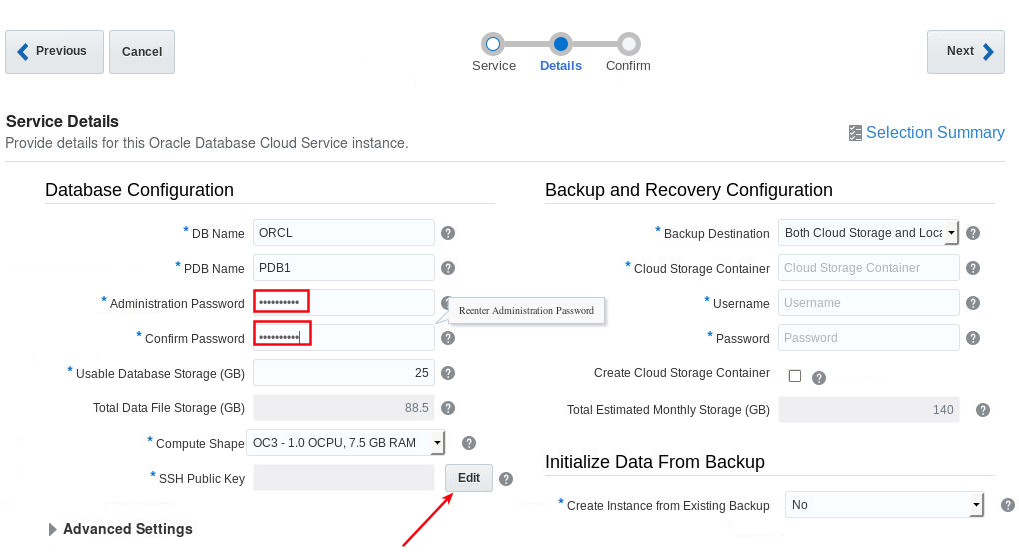 Previous
Cancel
Service
Details
Confirm
Next
Service Details
Provide details for this Oracle Database Cloud Service instance.
Selection Summary
Database Configuration
* DB Name ORCL ?
* PDB Name PDB1 ?
* Administration Password •••••••••• ?
Reenter Administration Password
* Confirm Password •••••••••• ?
* Usable Database Storage (GB) 25 ?
Total Data File Storage (GB) 88.5 ?
* Compute Shape OC3 - 1.0 OCPU, 7.5 GB RAM ?
* SSH Public Key Edit ?
Advanced Settings
Backup and Recovery Configuration
* Backup Destination Both Cloud Storage and Loca ?
* Cloud Storage Container Cloud Storage Container ?
* Username Username ?
* Password Password ?
Create Cloud Storage Container ?
Total Estimated Monthly Storage (GB) 140 ?
Initialize Data From Backup
* Create Instance from Existing Backup No ?